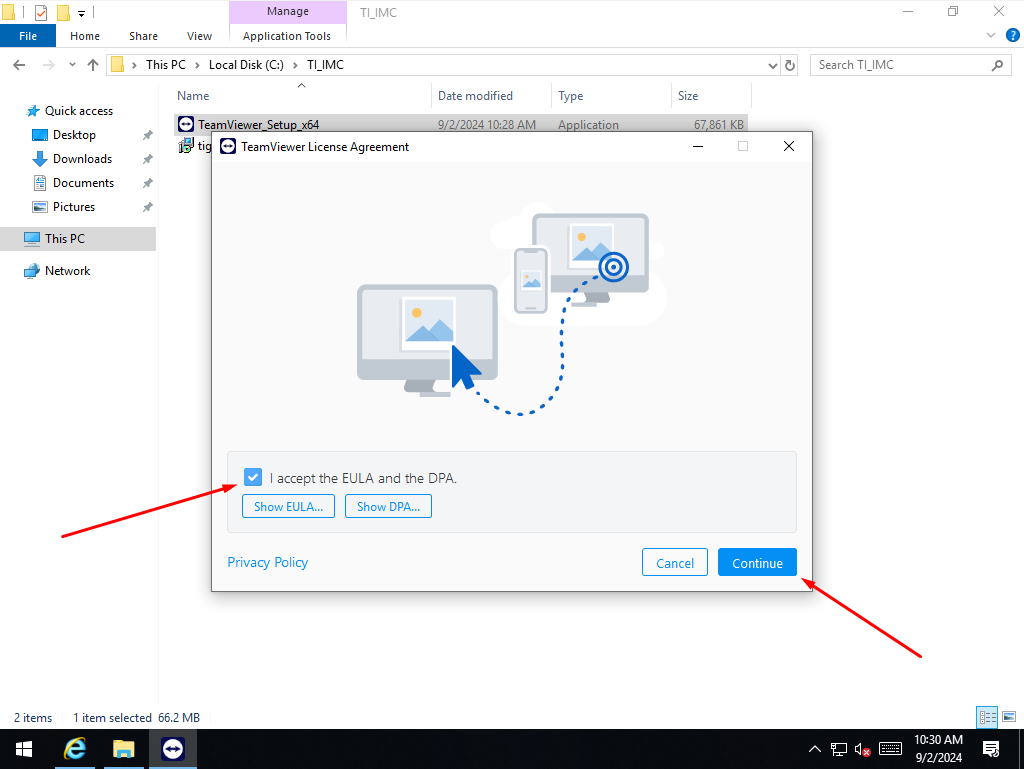 Manage
TI_IMC
File
Home
Share
View
Application Tools
This PC
Local Disk (C:)
TI_IMC
Search TI_IMC
Name
Date modified
Type
Size
Quick access
Desktop
Downloads
Documents
Pictures
This PC
Network
TeamViewer_Setup_x64
9/2/2024 10:28 AM
Application
67,861 KB
tig
TeamViewer License Agreement
I accept the EULA and the DPA.
Show EULA...
Show DPA...
Privacy Policy
Cancel
Continue
2 items
1 item selected 66.2 MB
10:30 AM
9/2/2024